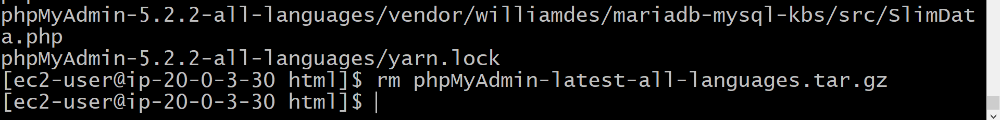 phpMyAdmin-5.2.2-all-languages/vendor/williamdes/mariadb-mysql-kbs/src/SlimDat
a.php
phpMyAdmin-5.2.2-all-languages/yarn.lock
[ec2-user@ip-20-0-3-30 html]$ rm phpMyAdmin-latest-all-languages.tar.gz
[ec2-user@ip-20-0-3-30 html]$